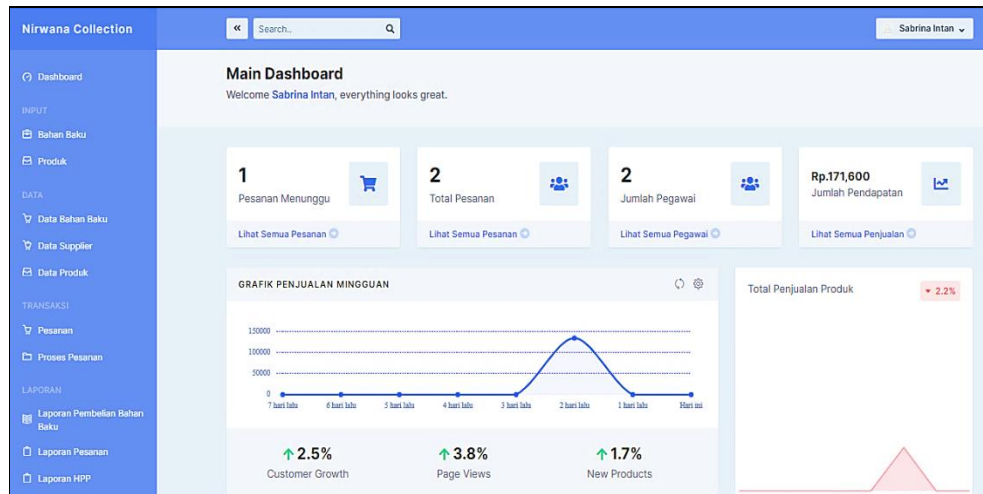 Nirwana Collection
Search..
Sabrina Intan
Dashboard
INPUT
Bahan Baku
Produk
DATA
Data Bahan Baku
Data Supplier
Data Produk
TRANSAKSI
Pesanan
Proses Pesanan
LAPORAN
Laporan Pembelian Bahan
Baku
Laporan Pesanan
Laporan HPP
Main Dashboard
Welcome Sabrina Intan, everything looks great.
1
Pesanan Menunggu
Lihat Semua Pesanan
2
Total Pesanan
Lihat Semua Pesanan
2
Jumlah Pegawai
Lihat Semua Pegawai
Rp.171,600
Jumlah Pendapatan
Lihat Semua Penjualan
GRAFIK PENJUALAN MINGGUAN
150000
100000
50000
0
7 hari lalu 6 hari lalu 5 hari lalu 4 hari lalu 3 hari lalu 2 hari lalu 1 hari lalu Hari ini
2.5%
Customer Growth
3.8%
Page Views
1.7%
New Products
Total Penjualan Produk
2.2%